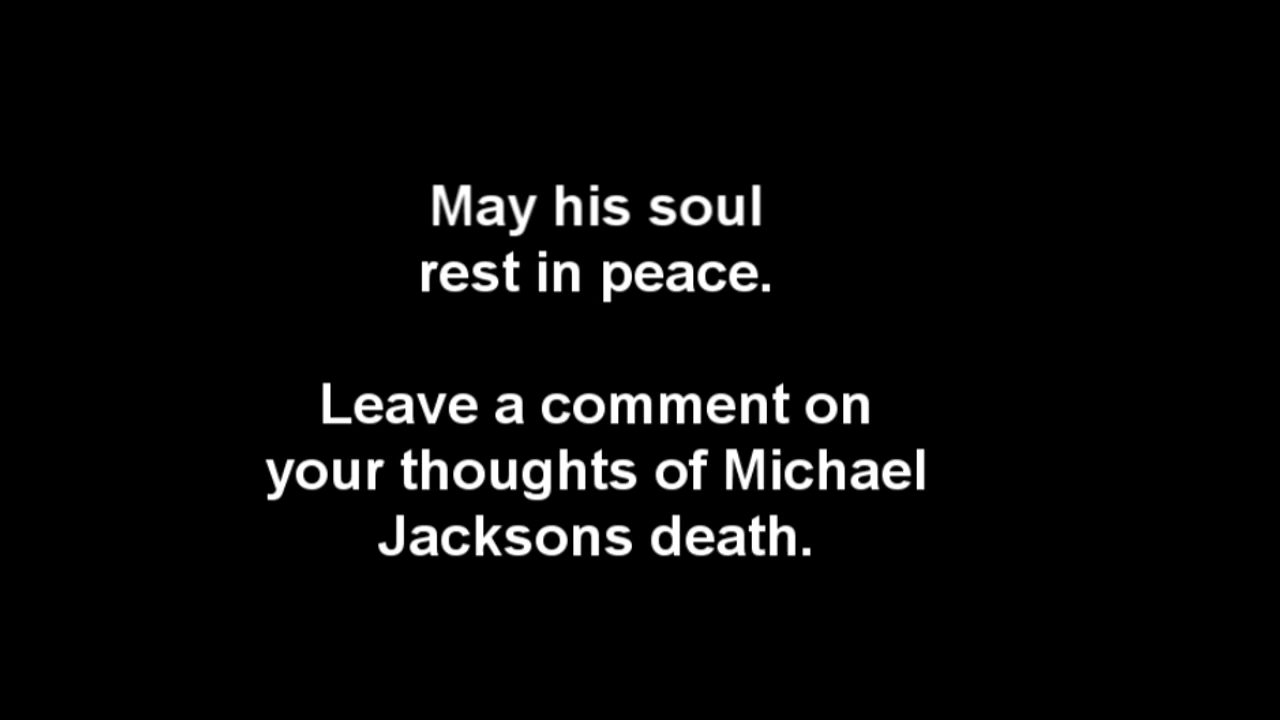 May his soul
rest in peace.
Leave a comment on
your thoughts of Michael
Jacksons death.